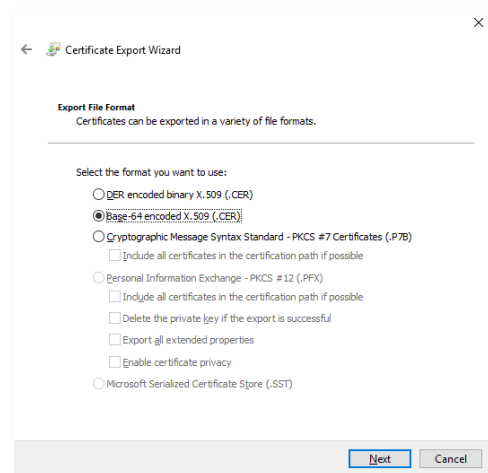 Certificate Export Wizard
Export File Format
Certificates can be exported in a variety of file formats.
Select the format you want to use:
DER encoded binary X.509 (.CER)
Base-64 encoded X.509 (.CER)
Cryptographic Message Syntax Standard - PKCS #7 Certificates (.P7B)
Include all certificates in the certification path if possible
Personal Information Exchange - PKCS #12 (.PFX)
Include all certificates in the certification path if possible
Delete the private key if the export is successful
Export all extended properties
Enable certificate privacy
Microsoft Serialized Certificate Store (.SST)
Next Cancel